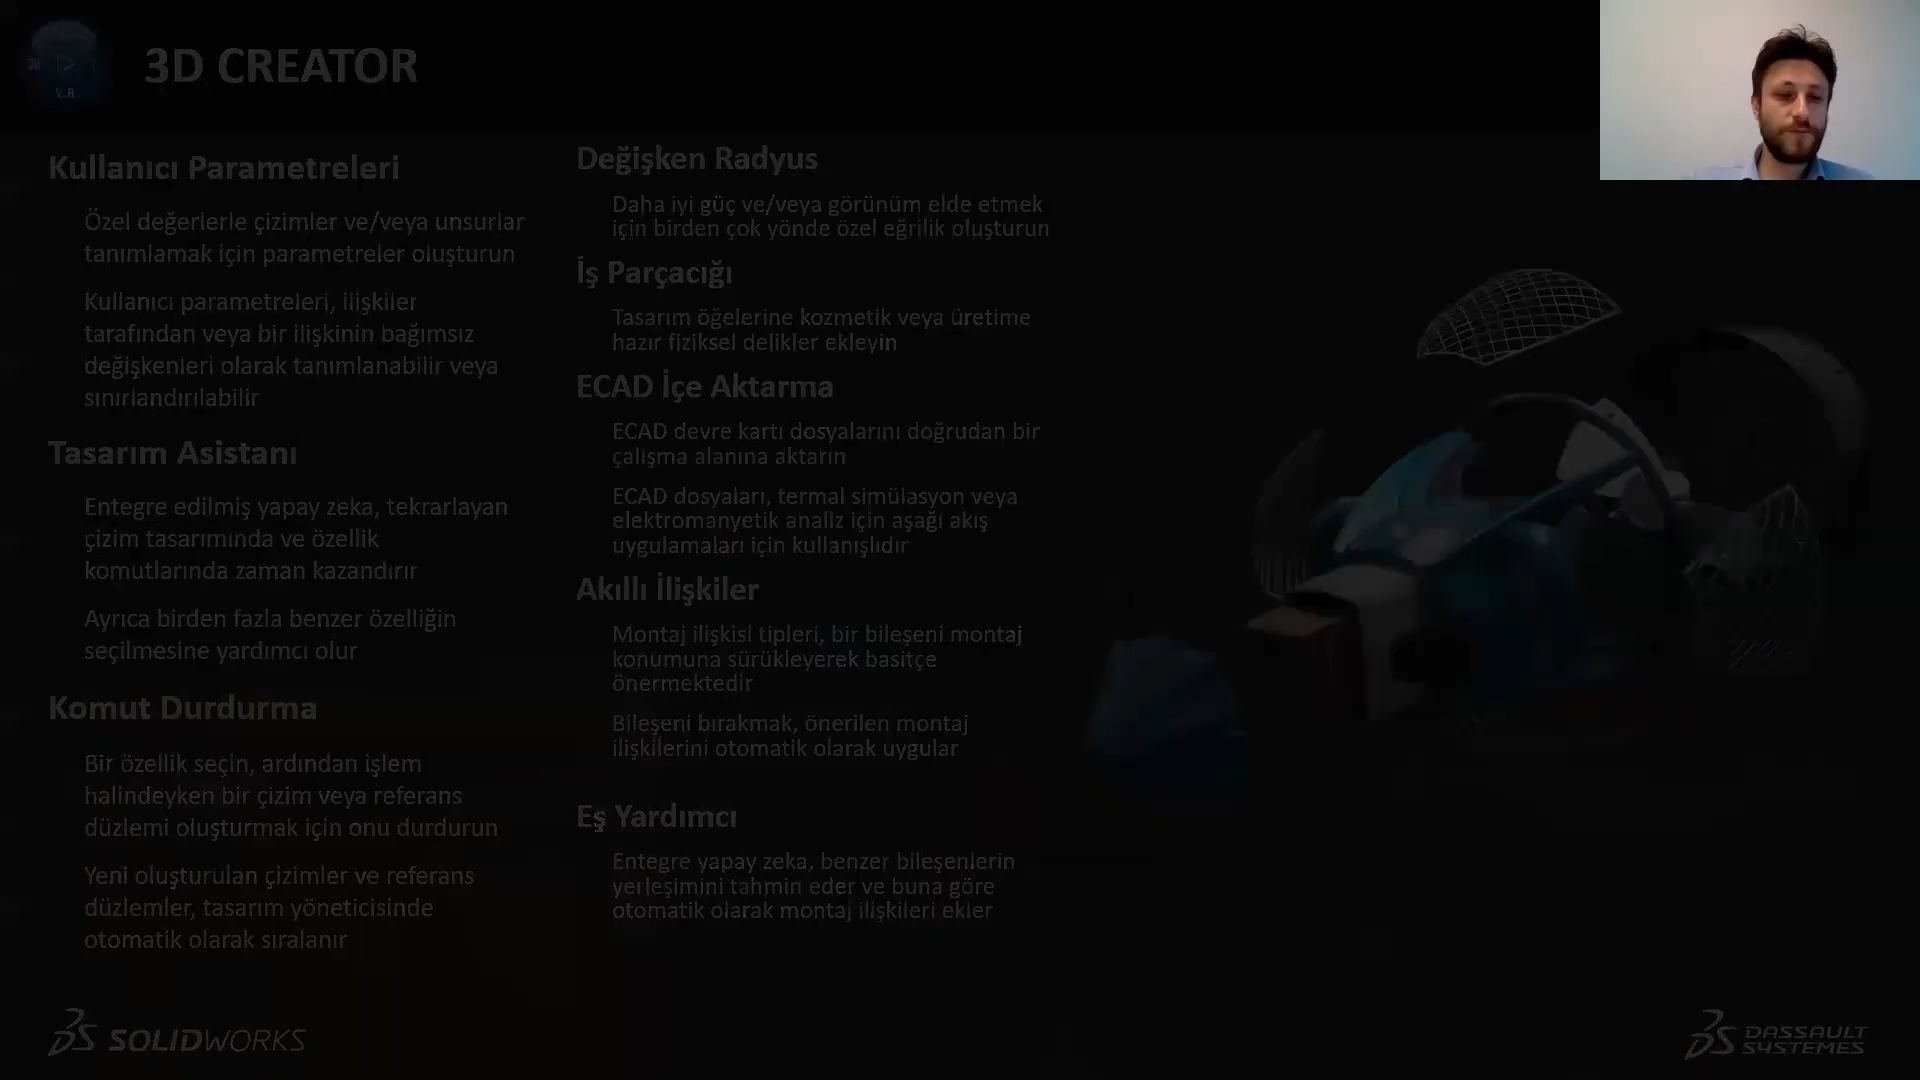 3D CREATOR
V.R
Kullanıcı Parametreleri
Özel değerlerle çizimler ve/veya unsurlar
tanımlamak için parametreler oluşturun
Kullanıcı parametreleri, ilişkiler
tarafından veya bir ilişkinin bağımsız
değişkenleri olarak tanımlanabilir veya
sınırlandırılabilir
Tasarım Asistanı
Entegre edilmiş yapay zeka, tekrarlayan
çizim tasarımında ve özellik
komutlarında zaman kazandırır
Ayrıca birden fazla benzer özelliğin
seçilmesine yardımcı olur
Komut Durdurma
Bir özellik seçin, ardından işlem
halindeyken bir çizim veya referans
düzlemi oluşturmak için onu durdurun
Yeni oluşturulan çizimler ve referans
düzlemler, tasarım yöneticisinde
otomatik olarak sıralanır
Değişken Radyus
Daha iyi güç ve/veya görünüm elde etmek
için birden çok yönde özel eğrilik oluşturun
İş Parçacığı
Tasarım öğelerine kozmetik veya üretime
hazır fiziksel delikler ekleyin
ECAD İçe Aktarma
ECAD devre kartı dosyalarını doğrudan bir
çalışma alanına aktarın
ECAD dosyaları, termal simülasyon veya
elektromanyetik analiz için aşağı akış
uygulamaları için kullanışlıdır
Akıllı İlişkiler
Montaj ilişkisi tipleri, bir bileşeni montaj
konumuna sürükleyerek basitçe
önermektedir
Bileşeni bırakmak, önerilen montaj
ilişkilerini otomatik olarak uygular
Eş Yardımcı
Entegre yapay zeka, benzer bileşenlerin
yerleşimini tahmin eder ve buna göre
otomatik olarak montaj ilişkileri ekler
SOLIDWORKS
DASSAULT
SYSTEMES